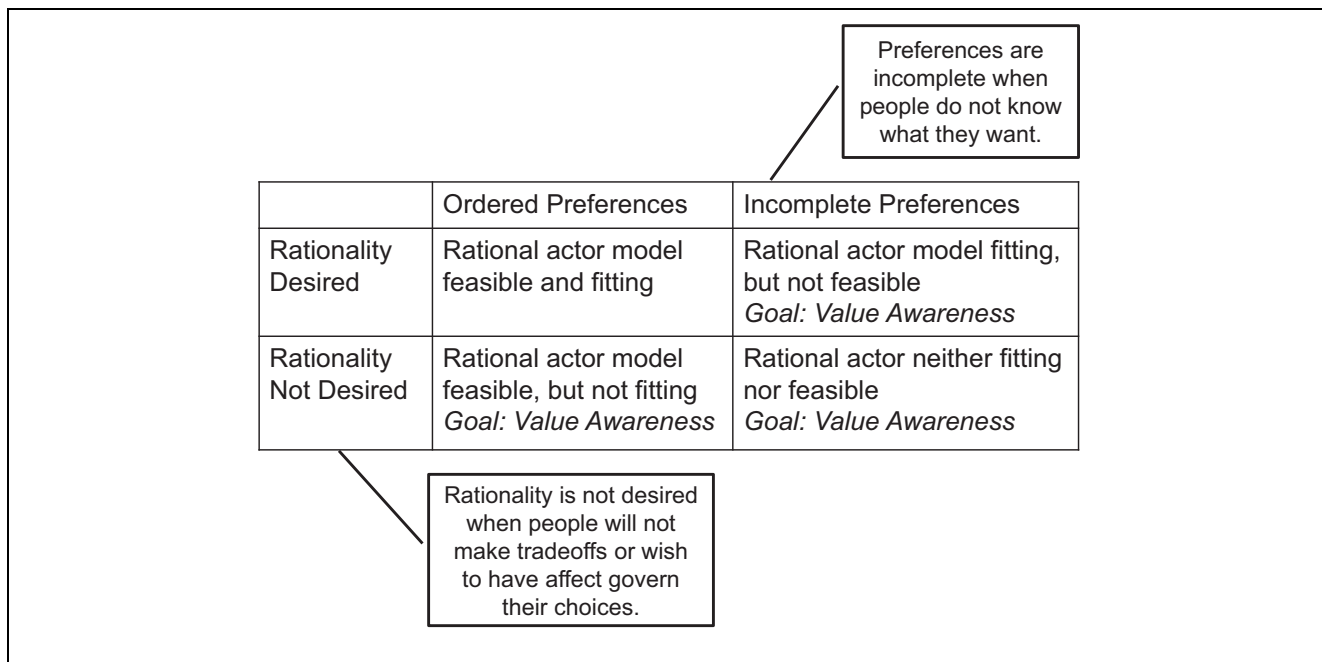 Preferences are
incomplete when
people do not know
what they want.
Ordered Preferences
Incomplete Preferences
Rationality
Desired
Rational actor model
feasible and fitting
Rational actor model fitting,
but not feasible
Goal: Value Awareness
Rationality
Not Desired
Rational actor model
feasible, but not fitting
Goal: Value Awareness
Rational actor neither fitting
nor feasible
Goal: Value Awareness
Rationality is not desired
when people will not
make tradeoffs or wish
to have affect govern
their choices.